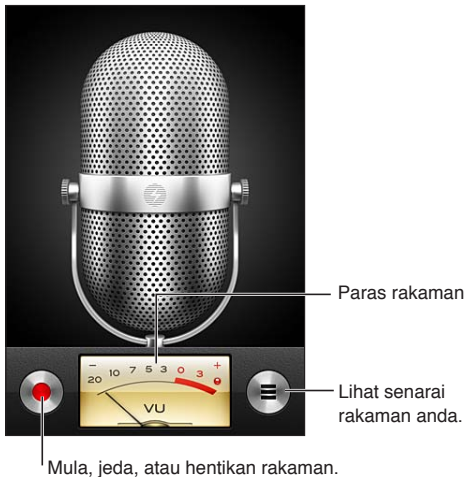 Paras rakaman
− 20 10 7 5 3 0 3 +
VU
Lihat senarai
rakaman anda.
Mula, jeda, atau hentikan rakaman.